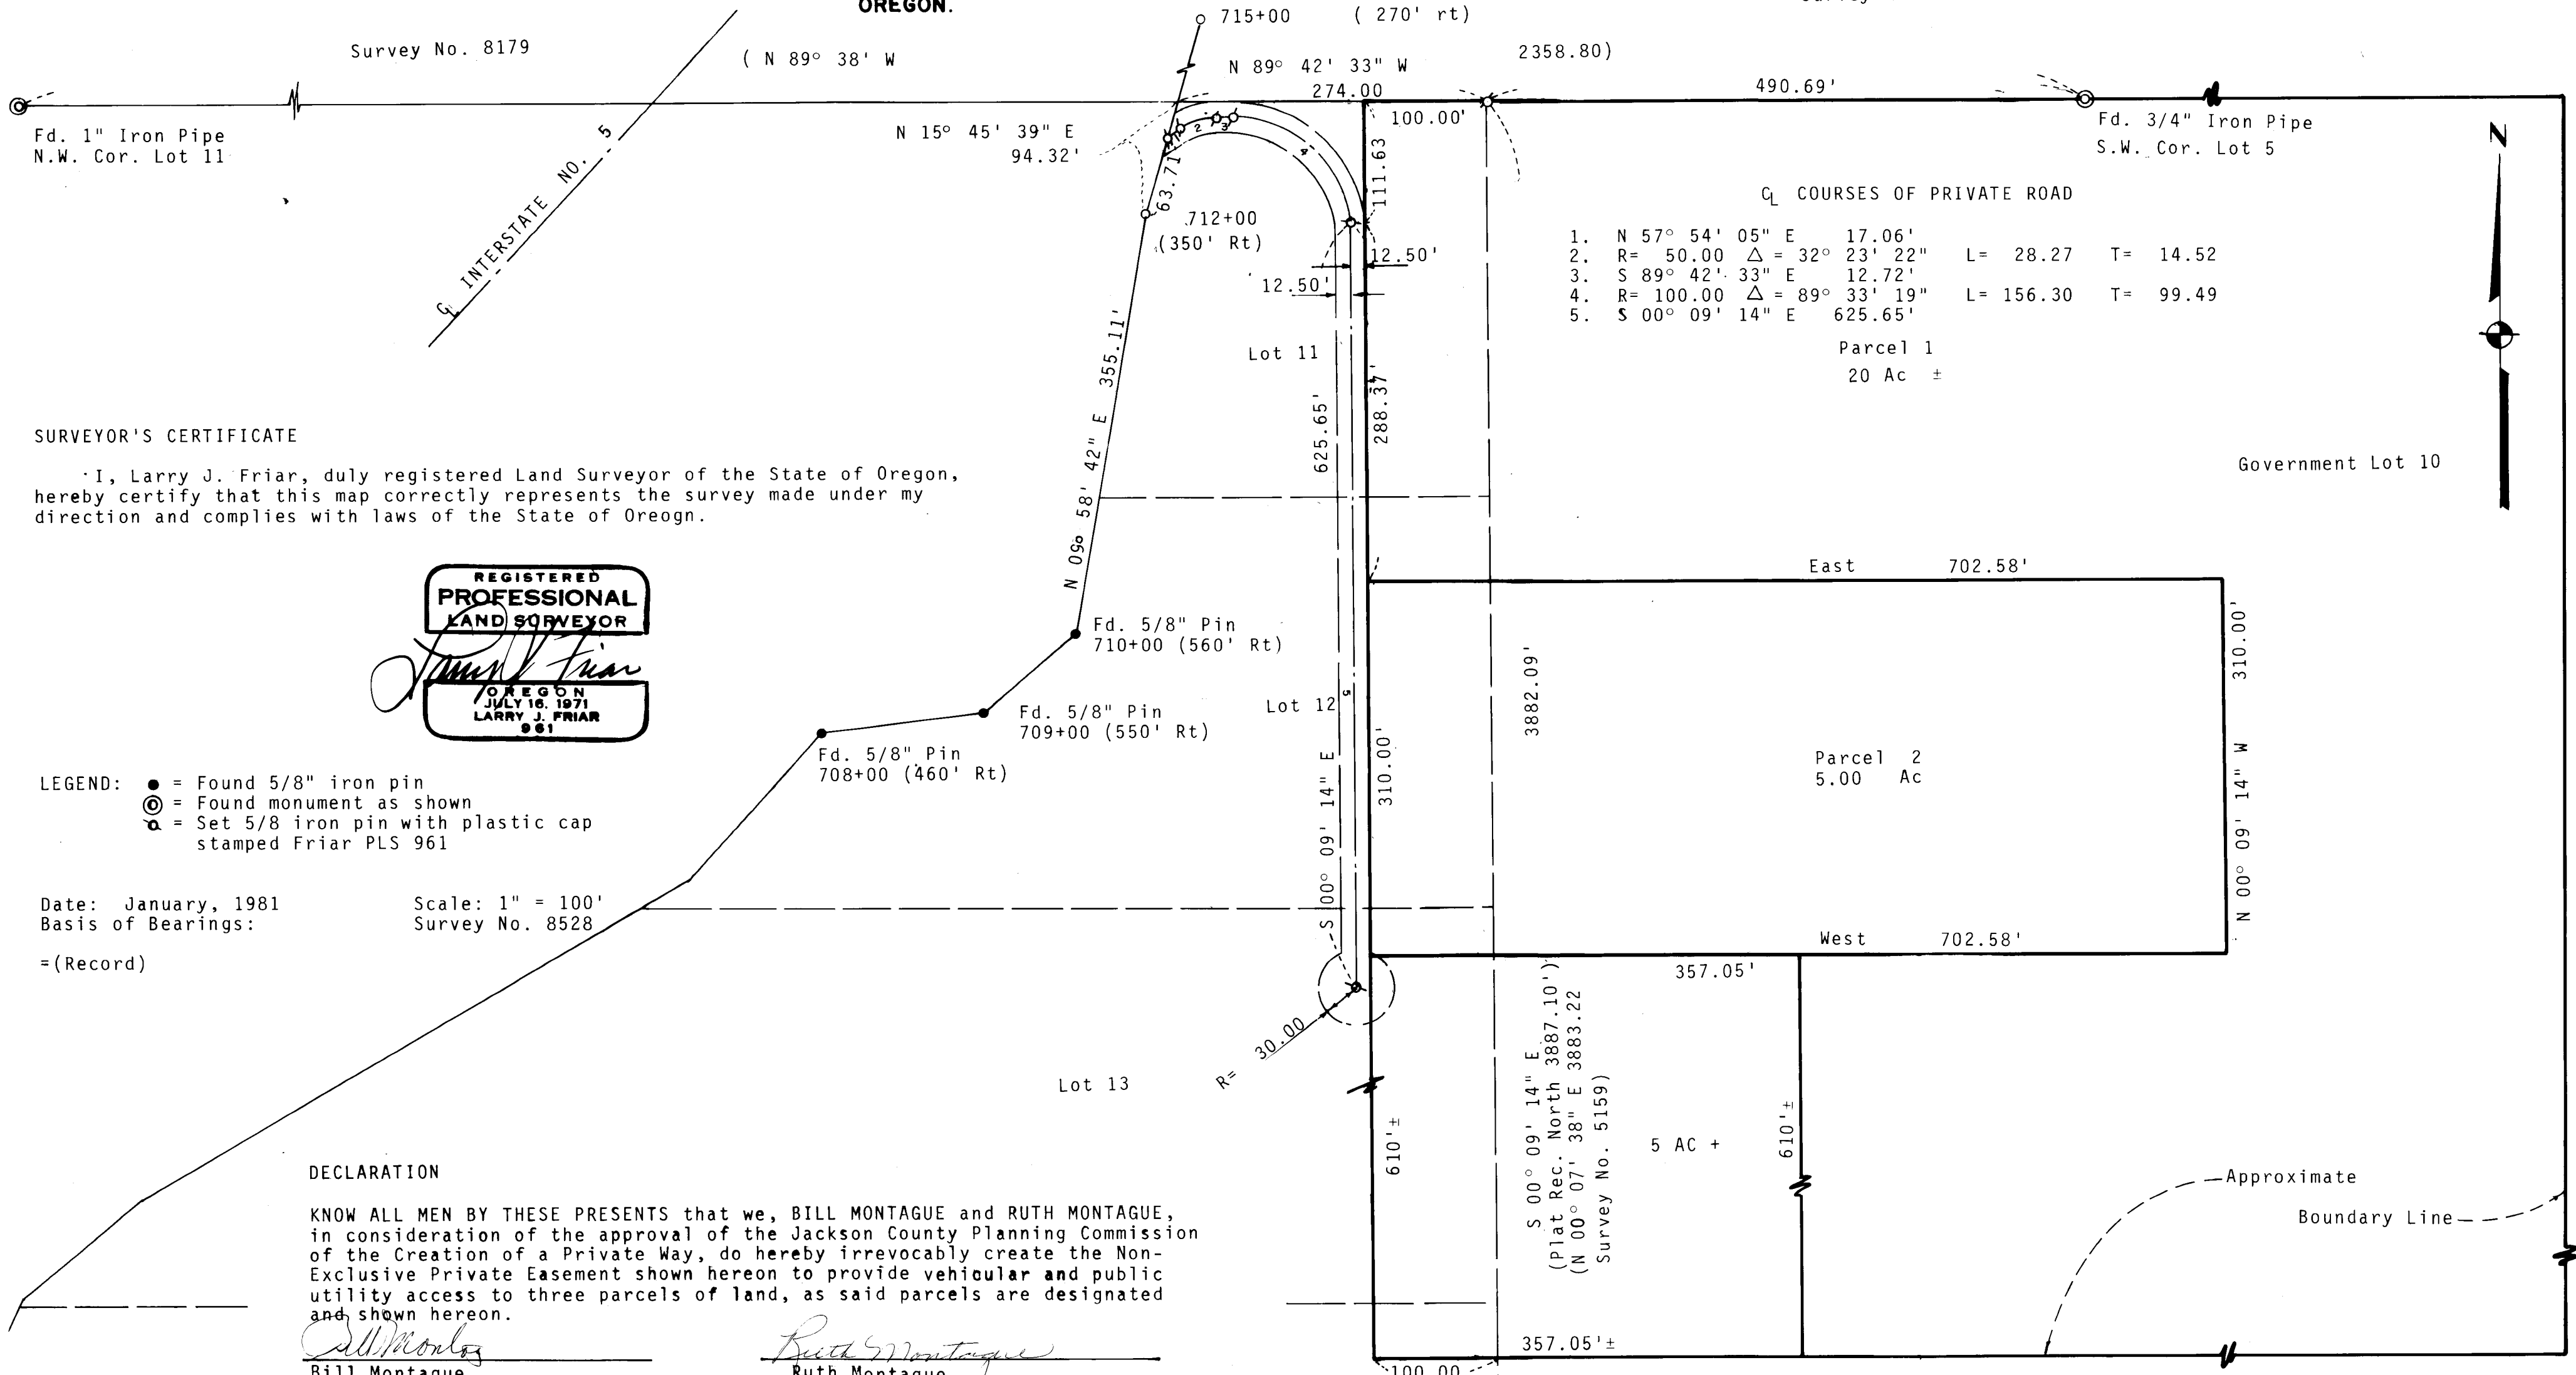 OREGON.
Survey No. 8179
( N 89° 38' W
2358.80)
715+00 ( 270' rt)
N 89° 42' 33" W
274.00
490.69'
100.00'
Fd. 1" Iron Pipe
N.W. Cor. Lot 11
Fd. 3/4" Iron Pipe
S.W. Cor. Lot 5
N
N 15° 45' 39" E
94.32'
63.71
111.63
1
2
3
4
712+00
(350' Rt)
12.50'
12.50'
℄ INTERSTATE NO. 5
℄ COURSES OF PRIVATE ROAD
1. N 57° 54' 05" E 17.06'
2. R= 50.00 △ = 32° 23' 22" L= 28.27 T= 14.52
3. S 89° 42' 33" E 12.72'
4. R= 100.00 △ = 89° 33' 19" L= 156.30 T= 99.49
5. S 00° 09' 14" E 625.65'
Parcel 1
20 Ac ±
Government Lot 10
Lot 11
N 09° 58' 42" E 355.11'
625.65'
288.37'
SURVEYOR'S CERTIFICATE
I, Larry J. Friar, duly registered Land Surveyor of the State of Oregon,
hereby certify that this map correctly represents the survey made under my
direction and complies with laws of the State of Oreogn.
REGISTERED
PROFESSIONAL
LAND SURVEYOR
Larry J Friar
OREGON
JULY 16, 1971
LARRY J. FRIAR
961
East 702.58'
310.00'
Fd. 5/8" Pin
710+00 (560' Rt)
Fd. 5/8" Pin
709+00 (550' Rt)
Fd. 5/8" Pin
708+00 (460' Rt)
Lot 12
5
3882.09'
310.00'
S 00° 09' 14" E
Parcel 2
5.00 Ac
N 00° 09' 14" W
LEGEND: ● = Found 5/8" iron pin
◎ = Found monument as shown
= Set 5/8 iron pin with plastic cap
stamped Friar PLS 961
Date: January, 1981 Scale: 1" = 100'
Basis of Bearings: Survey No. 8528
=(Record)
West 702.58'
357.05'
R= 30.00
Lot 13
S 00° 09' 14" E
(Plat Rec. North 3887.10')
(N 00° 07' 38" E 3883.22
Survey No. 5159)
610'±
5 AC +
610'±
Approximate
Boundary Line
DECLARATION
KNOW ALL MEN BY THESE PRESENTS that we, BILL MONTAGUE and RUTH MONTAGUE,
in consideration of the approval of the Jackson County Planning Commission
of the Creation of a Private Way, do hereby irrevocably create the Non-
Exclusive Private Easement shown hereon to provide vehicular and public
utility access to three parcels of land, as said parcels are designated
and shown hereon.
Ruth Montague
Bill Montague Ruth Montague
357.05'±
100.00